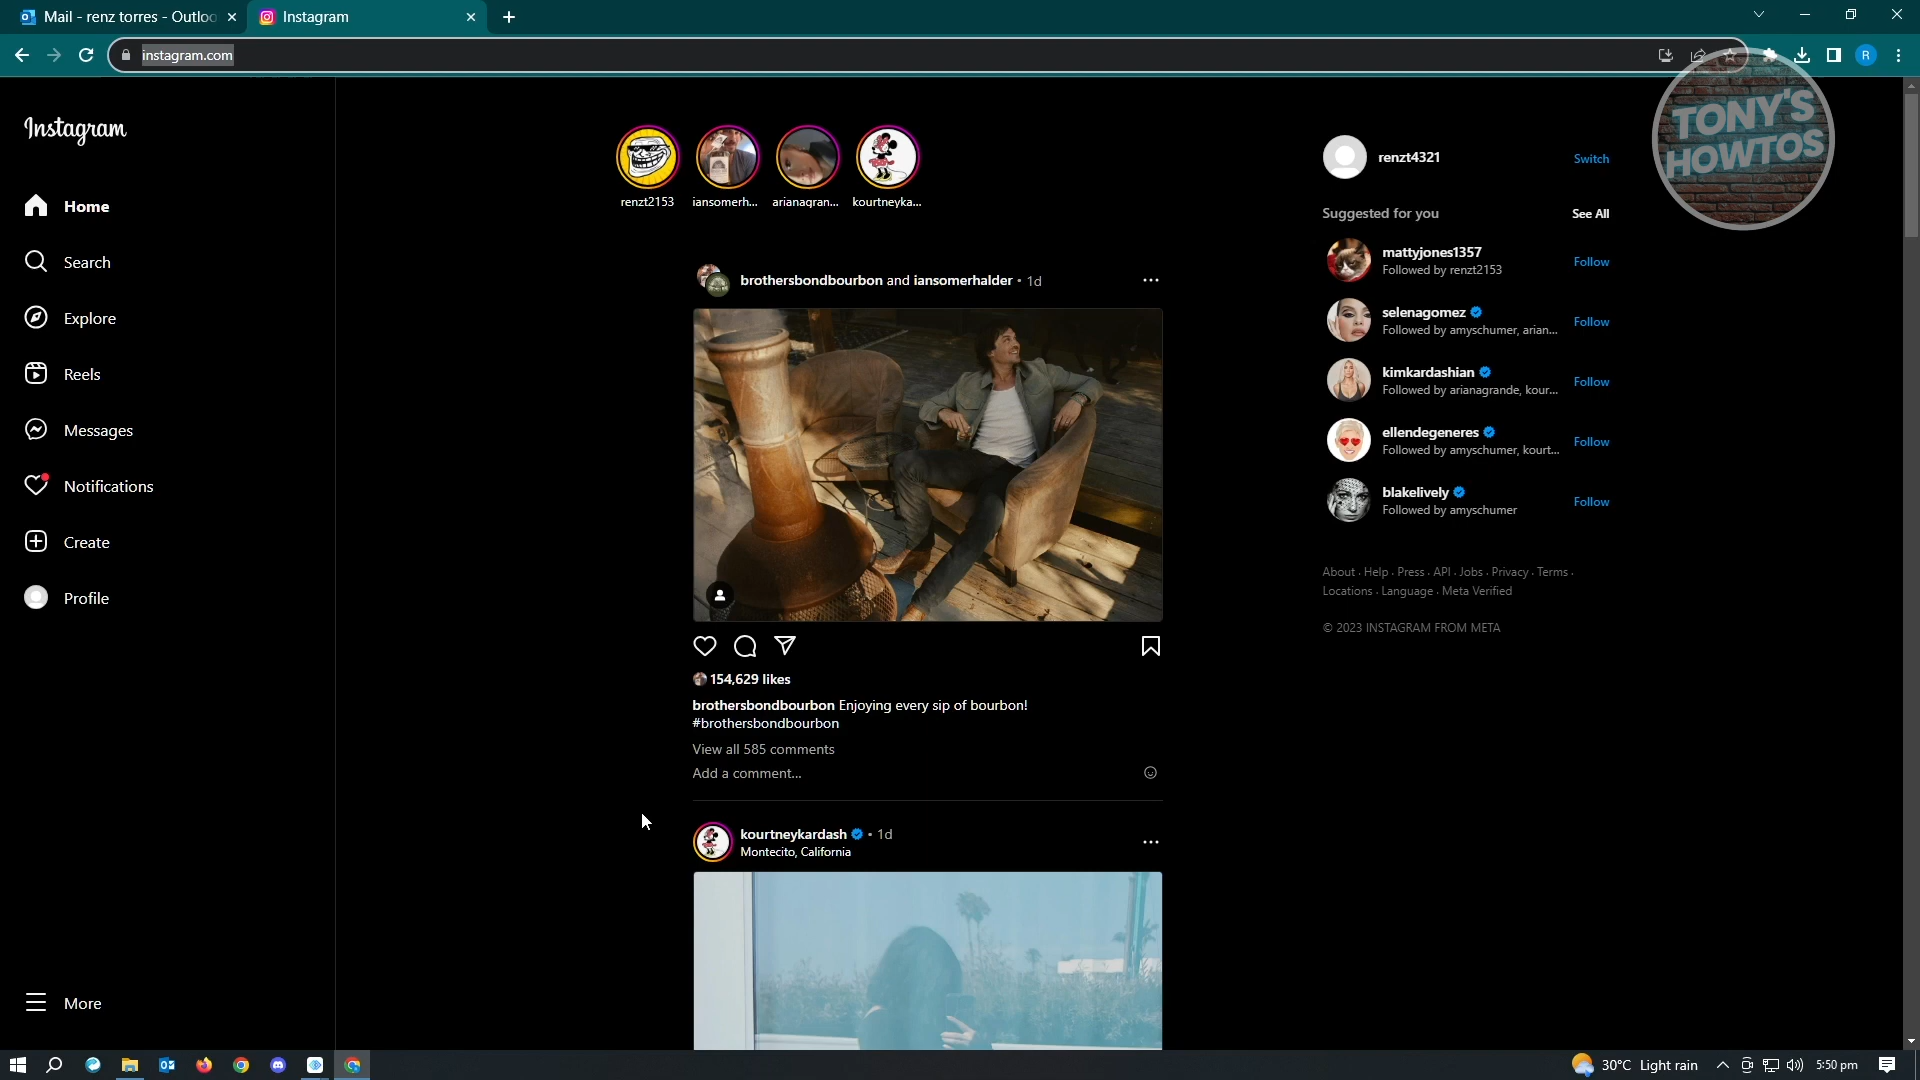 Mail - renz torres - Outloo
Instagram
instagram.com
R
TONY'S
HOWTOS
Instagram
Home
Search
Explore
Reels
Messages
Notifications
Create
Profile
More
renzt2153
iansomerh...
arianagran...
kourtneyka...
brothersbondbourbon and iansomerhalder • 1d
154,629 likes
brothersbondbourbon Enjoying every sip of bourbon!
#brothersbondbourbon
View all 585 comments
Add a comment...
kourtneykardash • 1d
Montecito, California
renzt4321
Switch
Suggested for you
See All
mattyjones1357
Followed by renzt2153
Follow
selenagomez
Followed by amyschumer, arian...
Follow
kimkardashian
Followed by arianagrande, kour...
Follow
ellendegeneres
Followed by amyschumer, kourt...
Follow
blakelively
Followed by amyschumer
Follow
About · Help · Press · API · Jobs · Privacy · Terms ·
Locations · Language · Meta Verified
© 2023 INSTAGRAM FROM META
30°C Light rain
5:50 pm